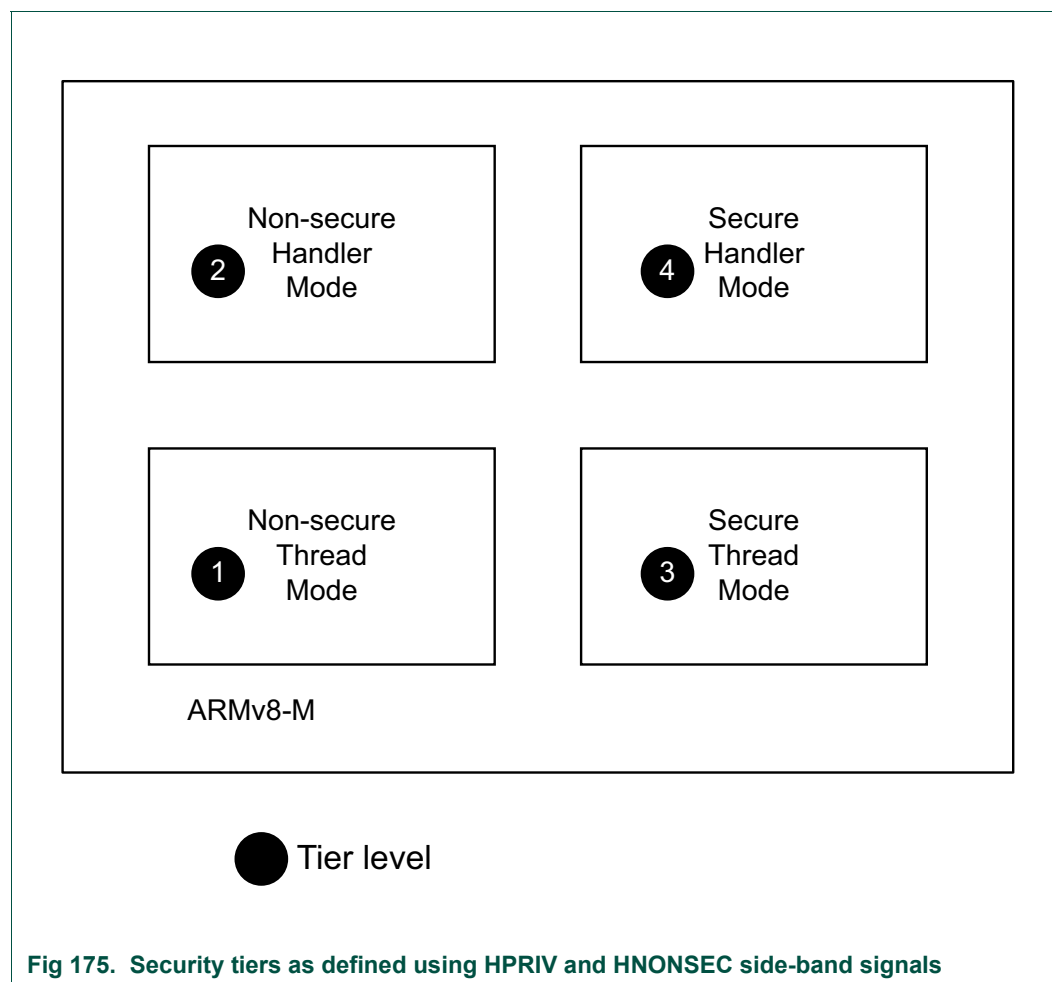 Non-secure
Handler
Mode
2
Secure
Handler
Mode
4
Non-secure
Thread
Mode
1
Secure
Thread
Mode
3
ARMv8-M
Tier level
Fig 175. Security tiers as defined using HPRIV and HNONSEC side-band signals